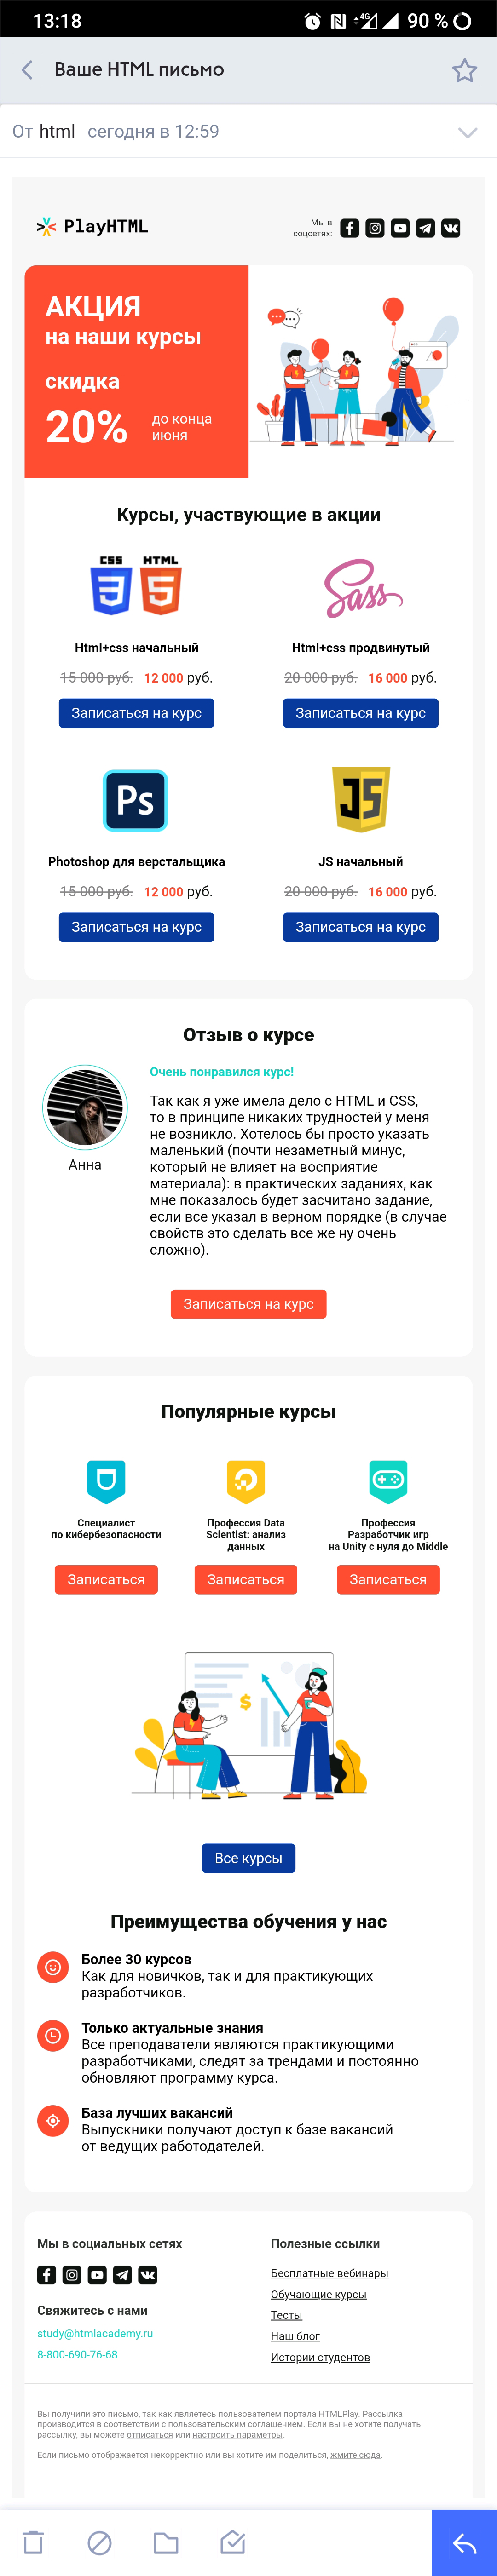 13:18
4G
90 %
Ваше HTML письмо
От html сегодня в 12:59
PlayHTML
Мы в
соцсетях:
АКЦИЯ
на наши курсы
скидка
20% до конца
июня
Курсы, участвующие в акции
CSS HTML
3 5
Sass
Html+css начальный
Html+css продвинутый
15 000 руб. 12 000 руб.
20 000 руб. 16 000 руб.
Записаться на курс
Записаться на курс
Ps
JS
Photoshop для верстальщика
JS начальный
15 000 руб. 12 000 руб.
20 000 руб. 16 000 руб.
Записаться на курс
Записаться на курс
Отзыв о курсе
Очень понравился курс!
Так как я уже имела дело с HTML и CSS,
то в принципе никаких трудностей у меня
не возникло. Хотелось бы просто указать
маленький (почти незаметный минус,
который не влияет на восприятие
материала): в практических заданиях, как
мне показалось будет засчитано задание,
если все указал в верном порядке (в случае
свойств это сделать все же ну очень
сложно).
Анна
Записаться на курс
Популярные курсы
Специалист
по кибербезопасности
Профессия Data
Scientist: анализ
данных
Профессия
Разработчик игр
на Unity с нуля до Middle
Записаться
Записаться
Записаться
$
Все курсы
Преимущества обучения у нас
Более 30 курсов
Как для новичков, так и для практикующих
разработчиков.
Только актуальные знания
Все преподаватели являются практикующими
разработчиками, следят за трендами и постоянно
обновляют программу курса.
База лучших вакансий
Выпускники получают доступ к базе вакансий
от ведущих работодателей.
Мы в социальных сетях
Свяжитесь с нами
study@htmlacademy.ru
8-800-690-76-68
Полезные ссылки
Бесплатные вебинары
Обучающие курсы
Тесты
Наш блог
Истории студентов
Вы получили это письмо, так как являетесь пользователем портала HTMLPlay. Рассылка
производится в соответствии с пользовательским соглашением. Если вы не хотите получать
рассылку, вы можете отписаться или настроить параметры.
Если письмо отображается некорректно или вы хотите им поделиться, жмите сюда.